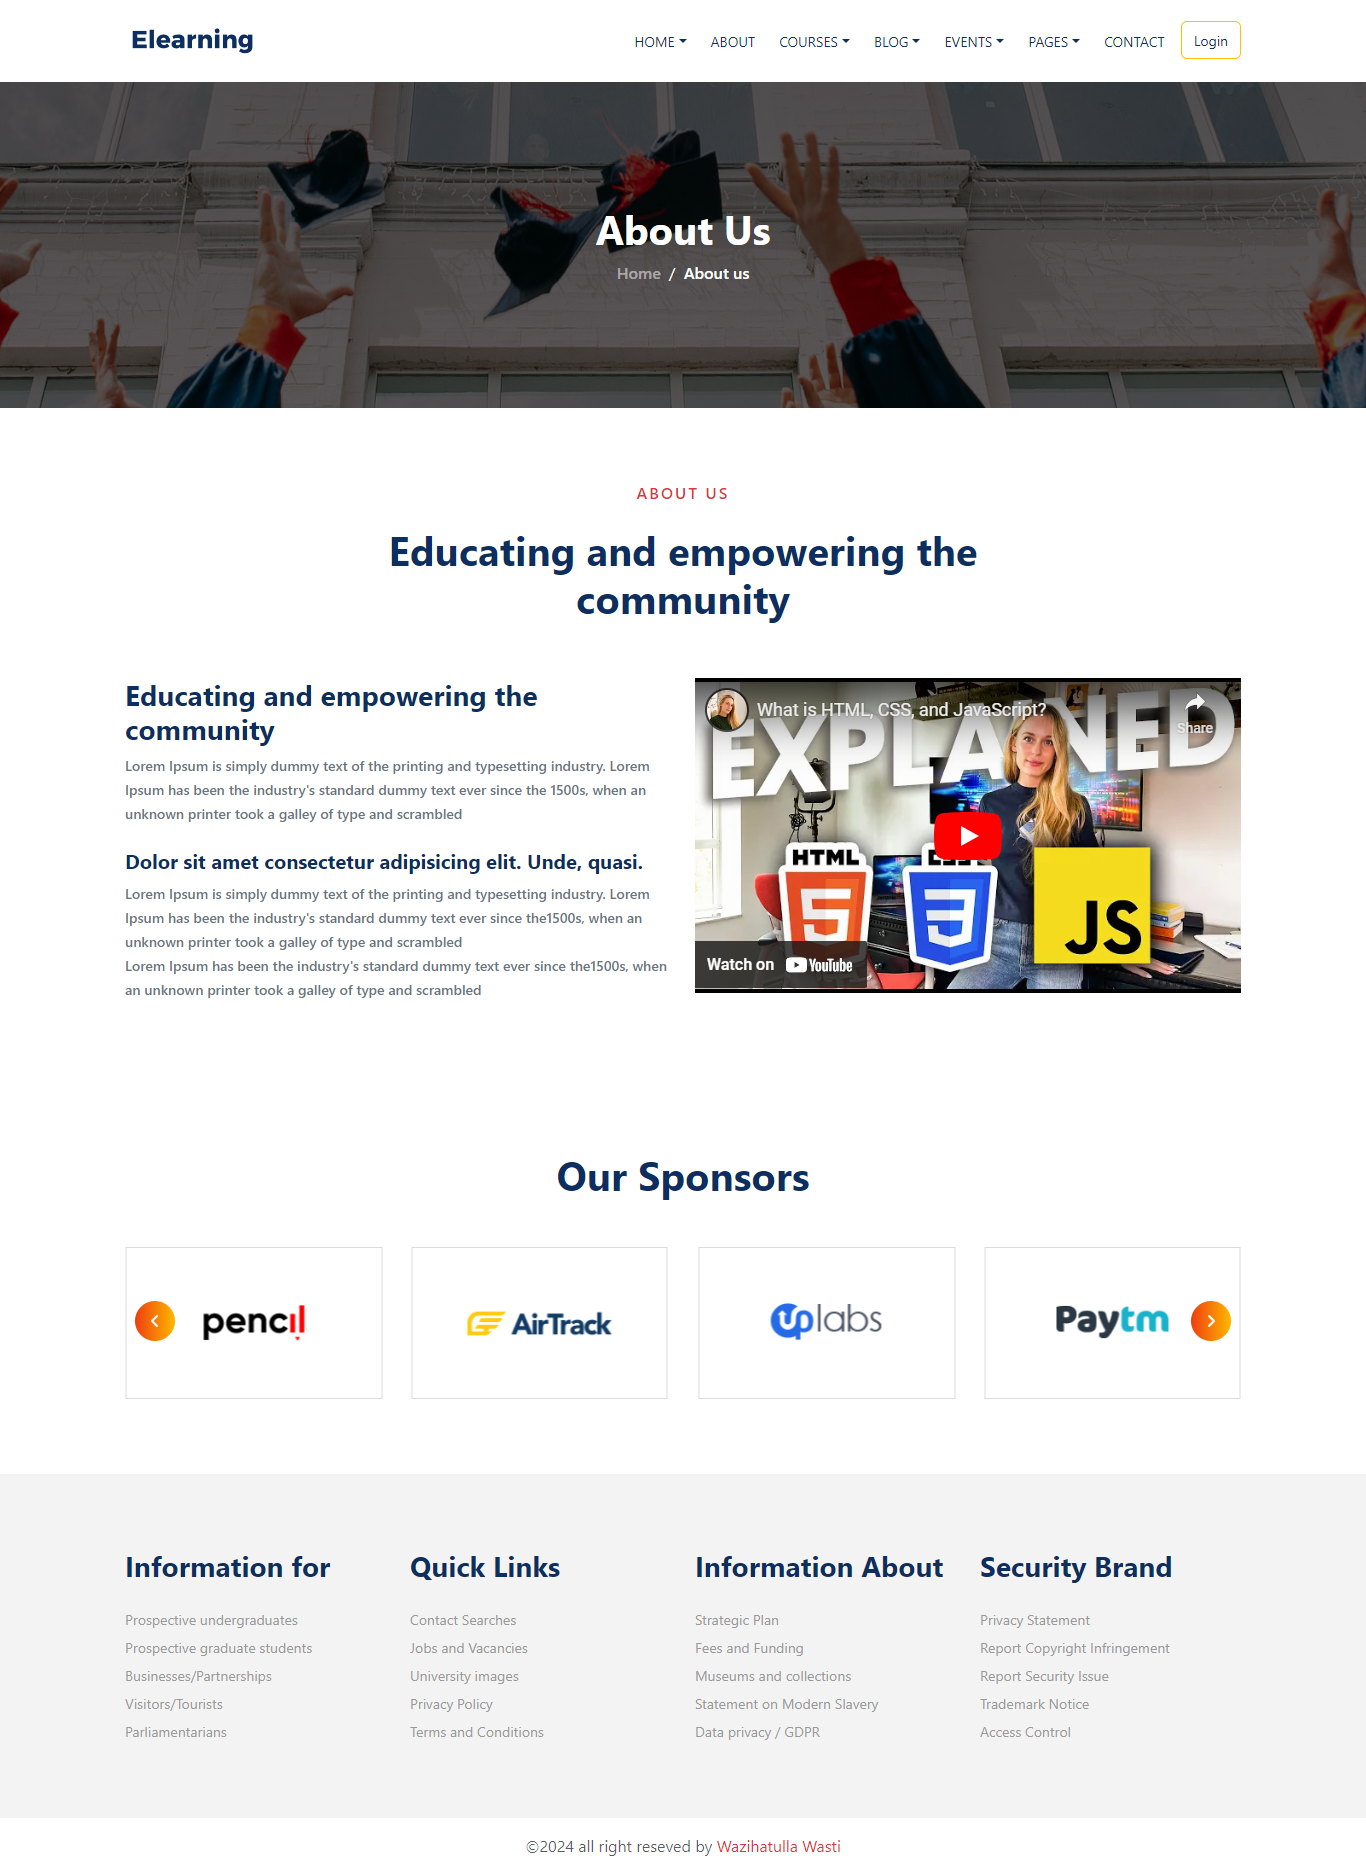 Elearning
HOME ABOUT COURSES BLOG EVENTS PAGES CONTACT Login
About Us
Home / About us
ABOUT US
Educating and empowering the
community
Educating and empowering the
community
Lorem Ipsum is simply dummy text of the printing and typesetting industry. Lorem
Ipsum has been the industry's standard dummy text ever since the 1500s, when an
unknown printer took a galley of type and scrambled
Dolor sit amet consectetur adipisicing elit. Unde, quasi.
Lorem Ipsum is simply dummy text of the printing and typesetting industry. Lorem
Ipsum has been the industry's standard dummy text ever since the1500s, when an
unknown printer took a galley of type and scrambled
Lorem Ipsum has been the industry's standard dummy text ever since the1500s, when
an unknown printer took a galley of type and scrambled
What is HTML, CSS, and JavaScript?
Share
EXPLAINED
HTML
5
3
JS
Watch on YouTube
Our Sponsors
pencil
AirTrack
uplabs
Paytm
Information for
Prospective undergraduates
Prospective graduate students
Businesses/Partnerships
Visitors/Tourists
Parliamentarians
Quick Links
Contact Searches
Jobs and Vacancies
University images
Privacy Policy
Terms and Conditions
Information About
Strategic Plan
Fees and Funding
Museums and collections
Statement on Modern Slavery
Data privacy / GDPR
Security Brand
Privacy Statement
Report Copyright Infringement
Report Security Issue
Trademark Notice
Access Control
©2024 all right reseved by Wazihatulla Wasti